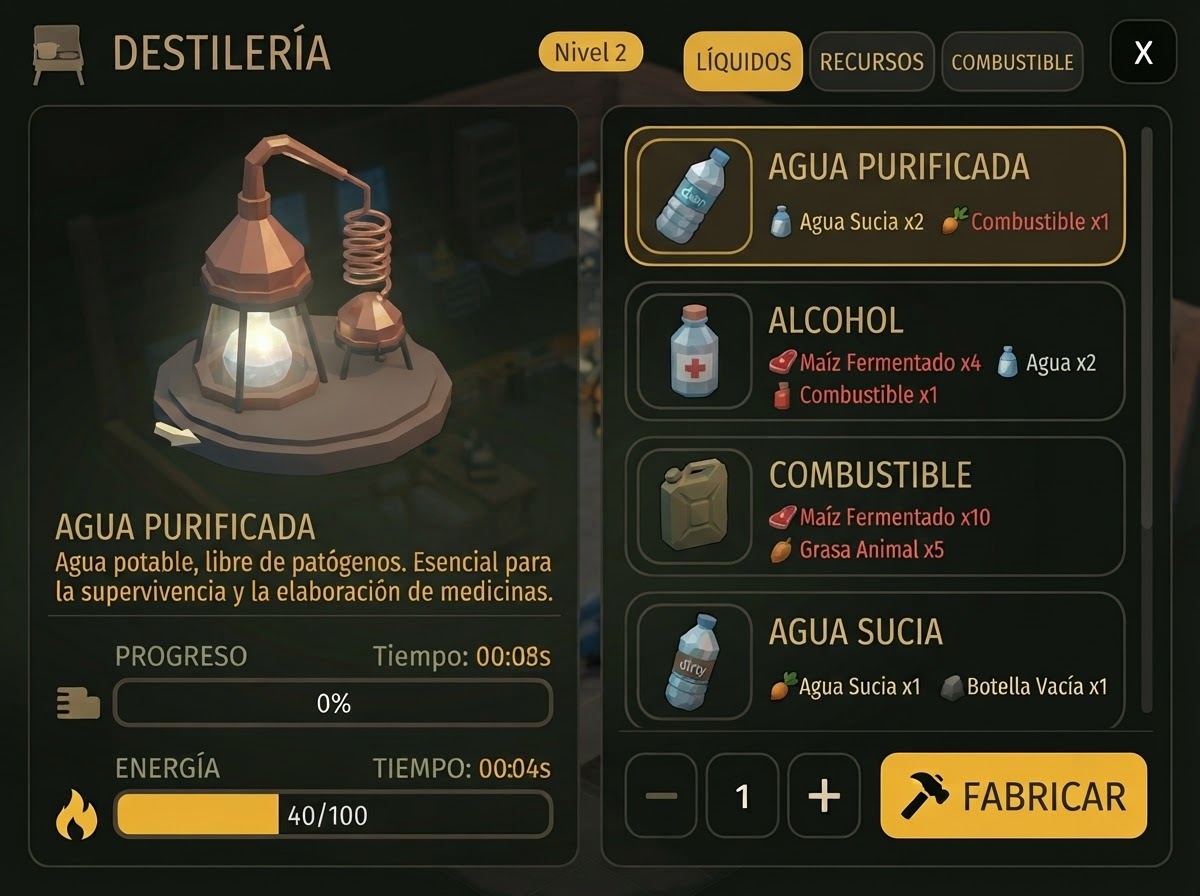 DESTILERÍA
Nivel 2
LÍQUIDOS
RECURSOS
COMBUSTIBLE
X
AGUA PURIFICADA
Agua potable, libre de patógenos. Esencial para
la supervivencia y la elaboración de medicinas.
PROGRESO Tiempo: 00:08s
0%
ENERGÍA TIEMPO: 00:04s
40/100
AGUA PURIFICADA
Agua Sucia x2 Combustible x1
ALCOHOL
Maíz Fermentado x4 Agua x2
Combustible x1
COMBUSTIBLE
Maíz Fermentado x10
Grasa Animal x5
AGUA SUCIA
dirty
Agua Sucia x1 Botella Vacía x1
1
FABRICAR